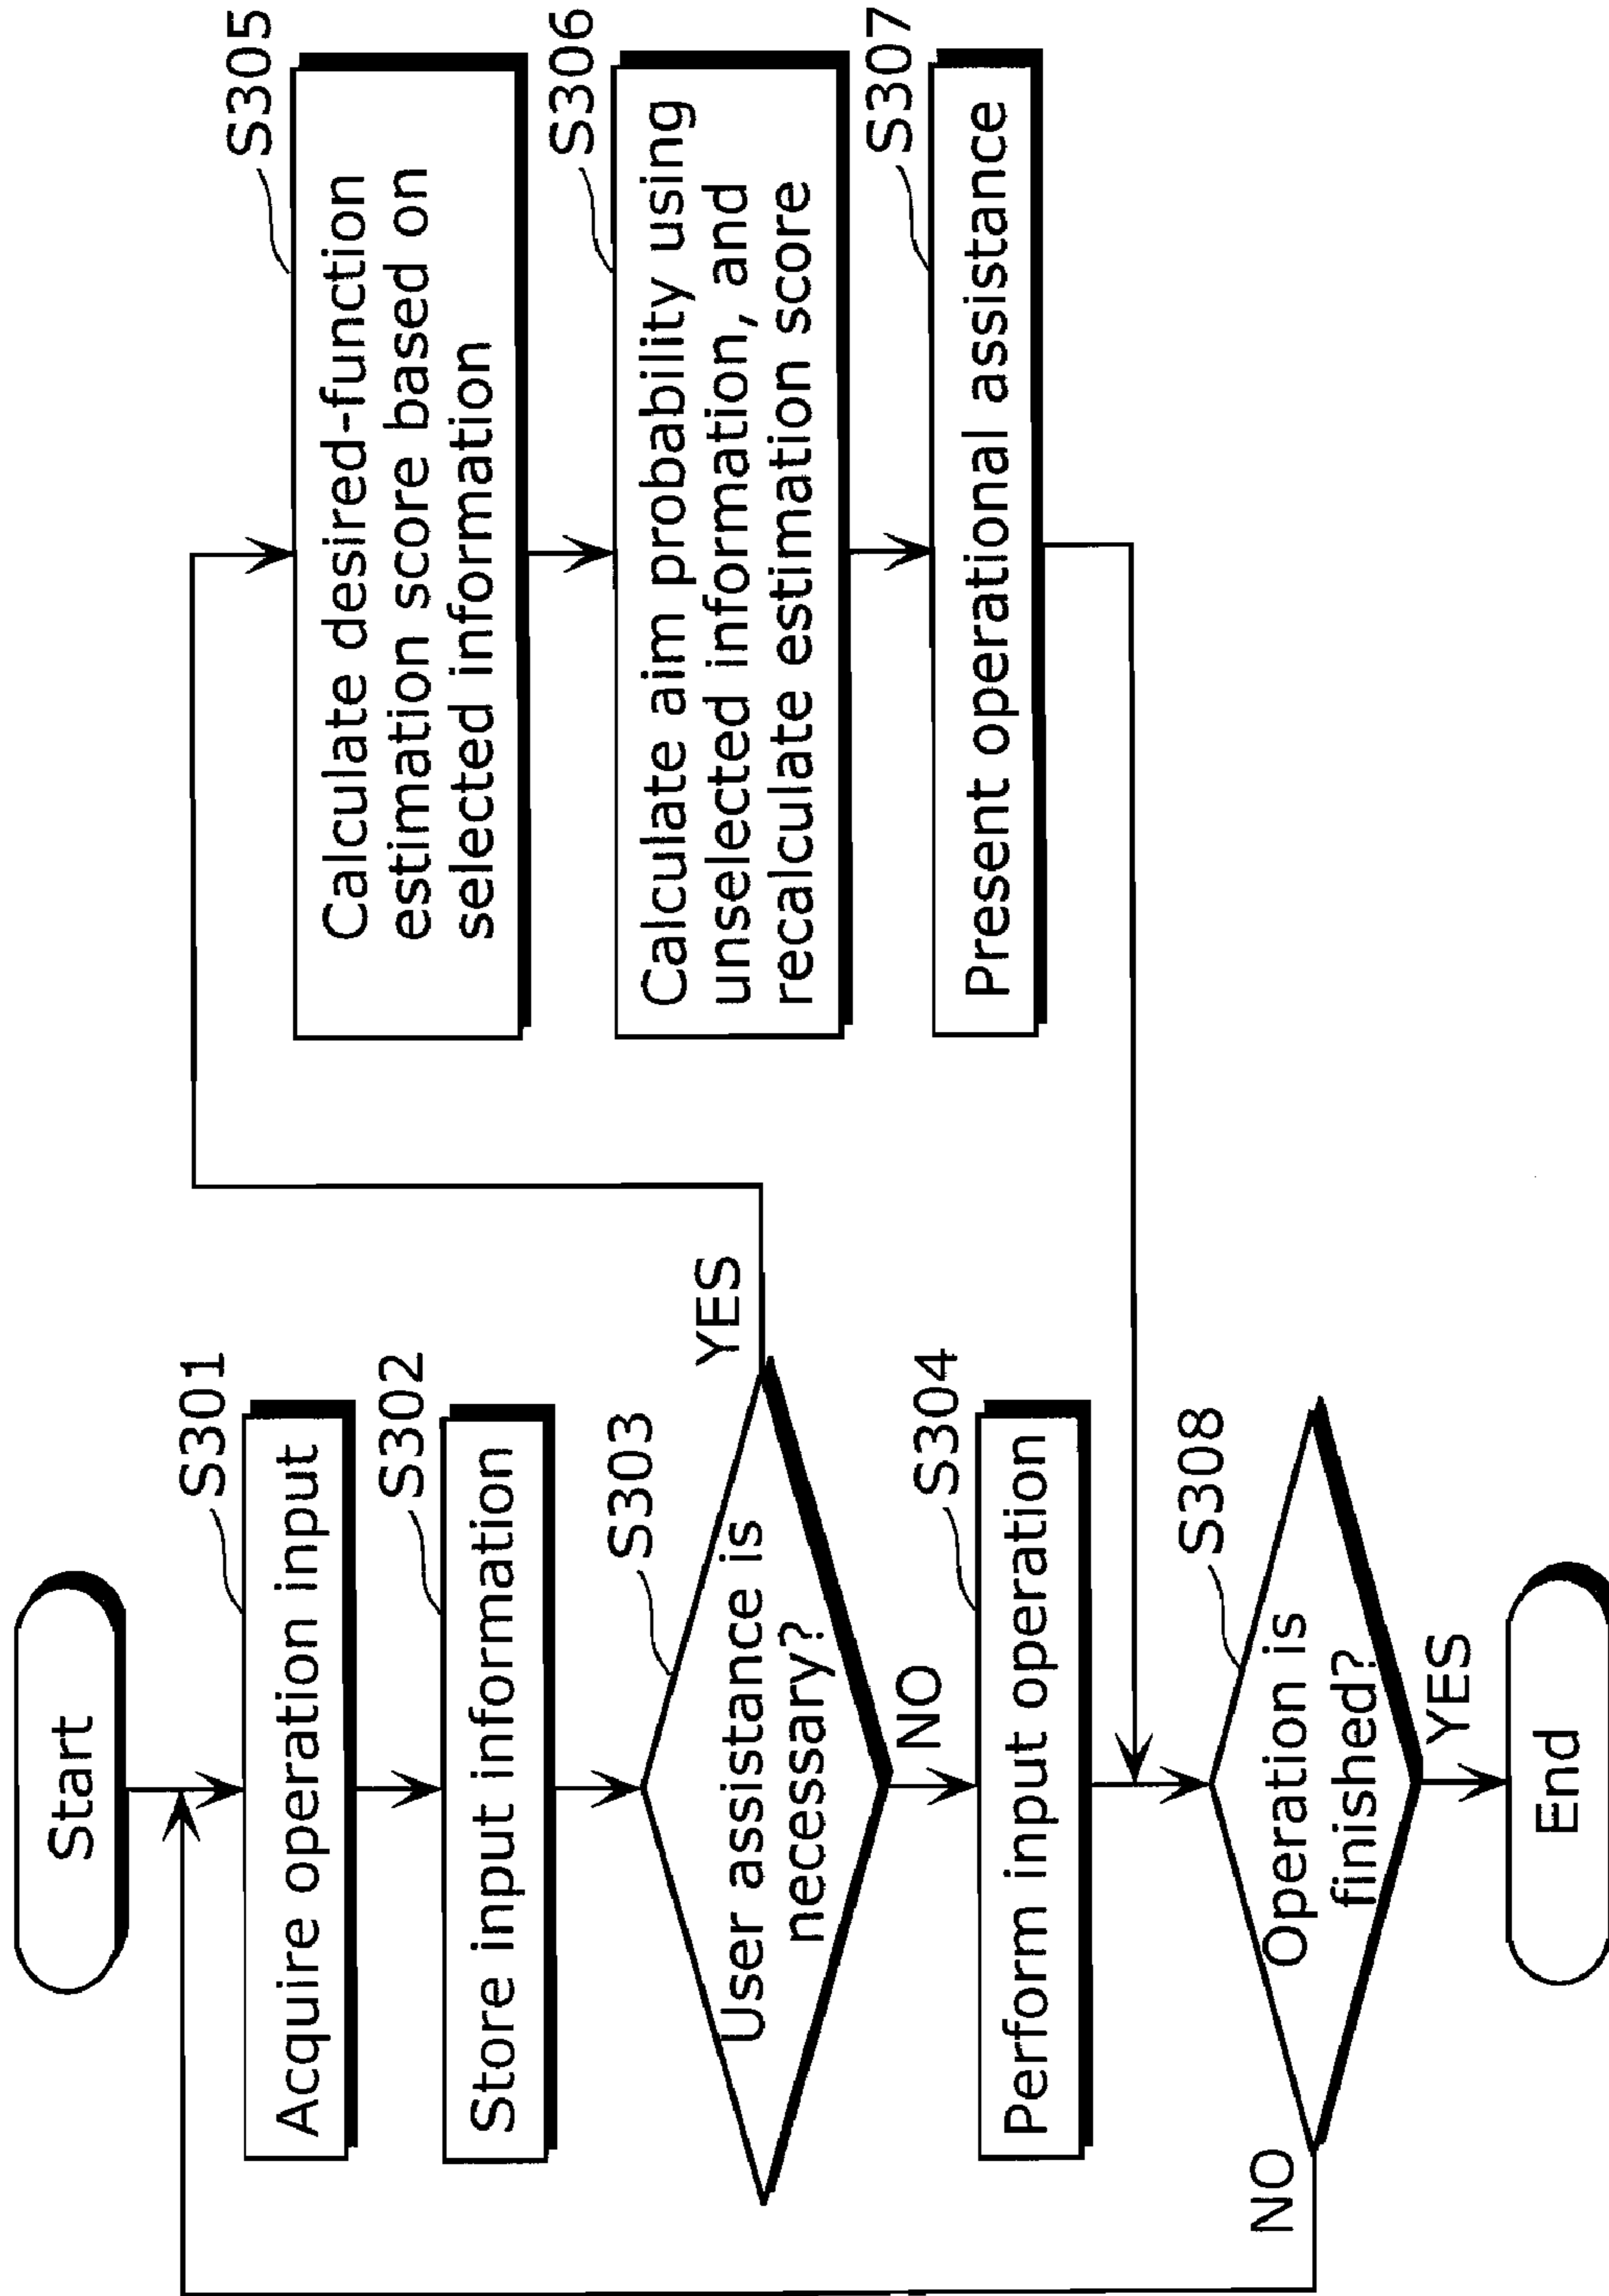 Start
S301
Acquire operation input
S302
Store input information
S303
User assistance is
necessary?
YES
NO
S304
Perform input operation
S305
Calculate desired-function
estimation score based on
selected information
S306
Calculate aim probability using
unselected information, and
recalculate estimation score
S307
Present operational assistance
S308
Operation is
finished?
NO
YES
End